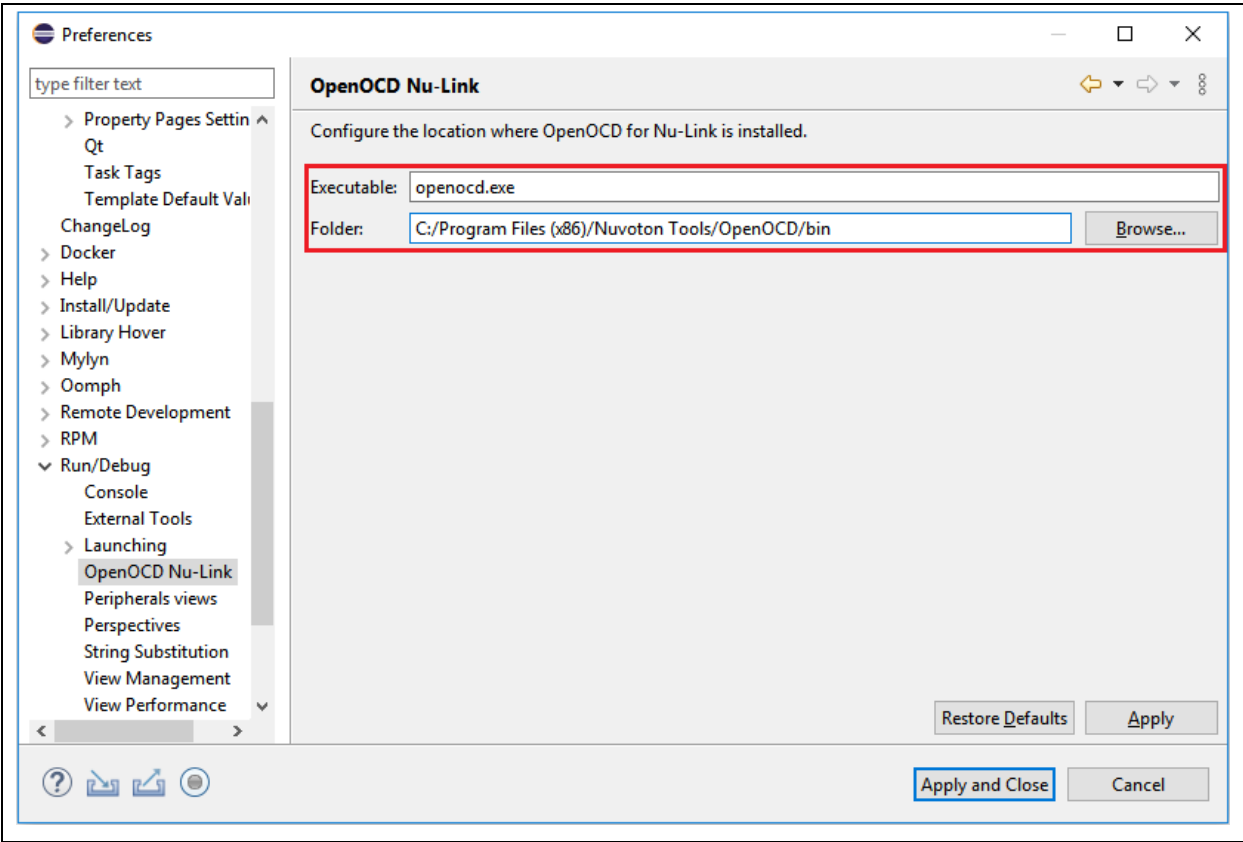 Preferences
type filter text
Property Pages Settin
Qt
Task Tags
Template Default Val
ChangeLog
Docker
Help
Install/Update
Library Hover
Mylyn
Oomph
Remote Development
RPM
Run/Debug
Console
External Tools
Launching
OpenOCD Nu-Link
Peripherals views
Perspectives
String Substitution
View Management
View Performance
OpenOCD Nu-Link
Configure the location where OpenOCD for Nu-Link is installed.
Executable: openocd.exe
Folder: C:/Program Files (x86)/Nuvoton Tools/OpenOCD/bin Browse...
Restore Defaults Apply
Apply and Close Cancel